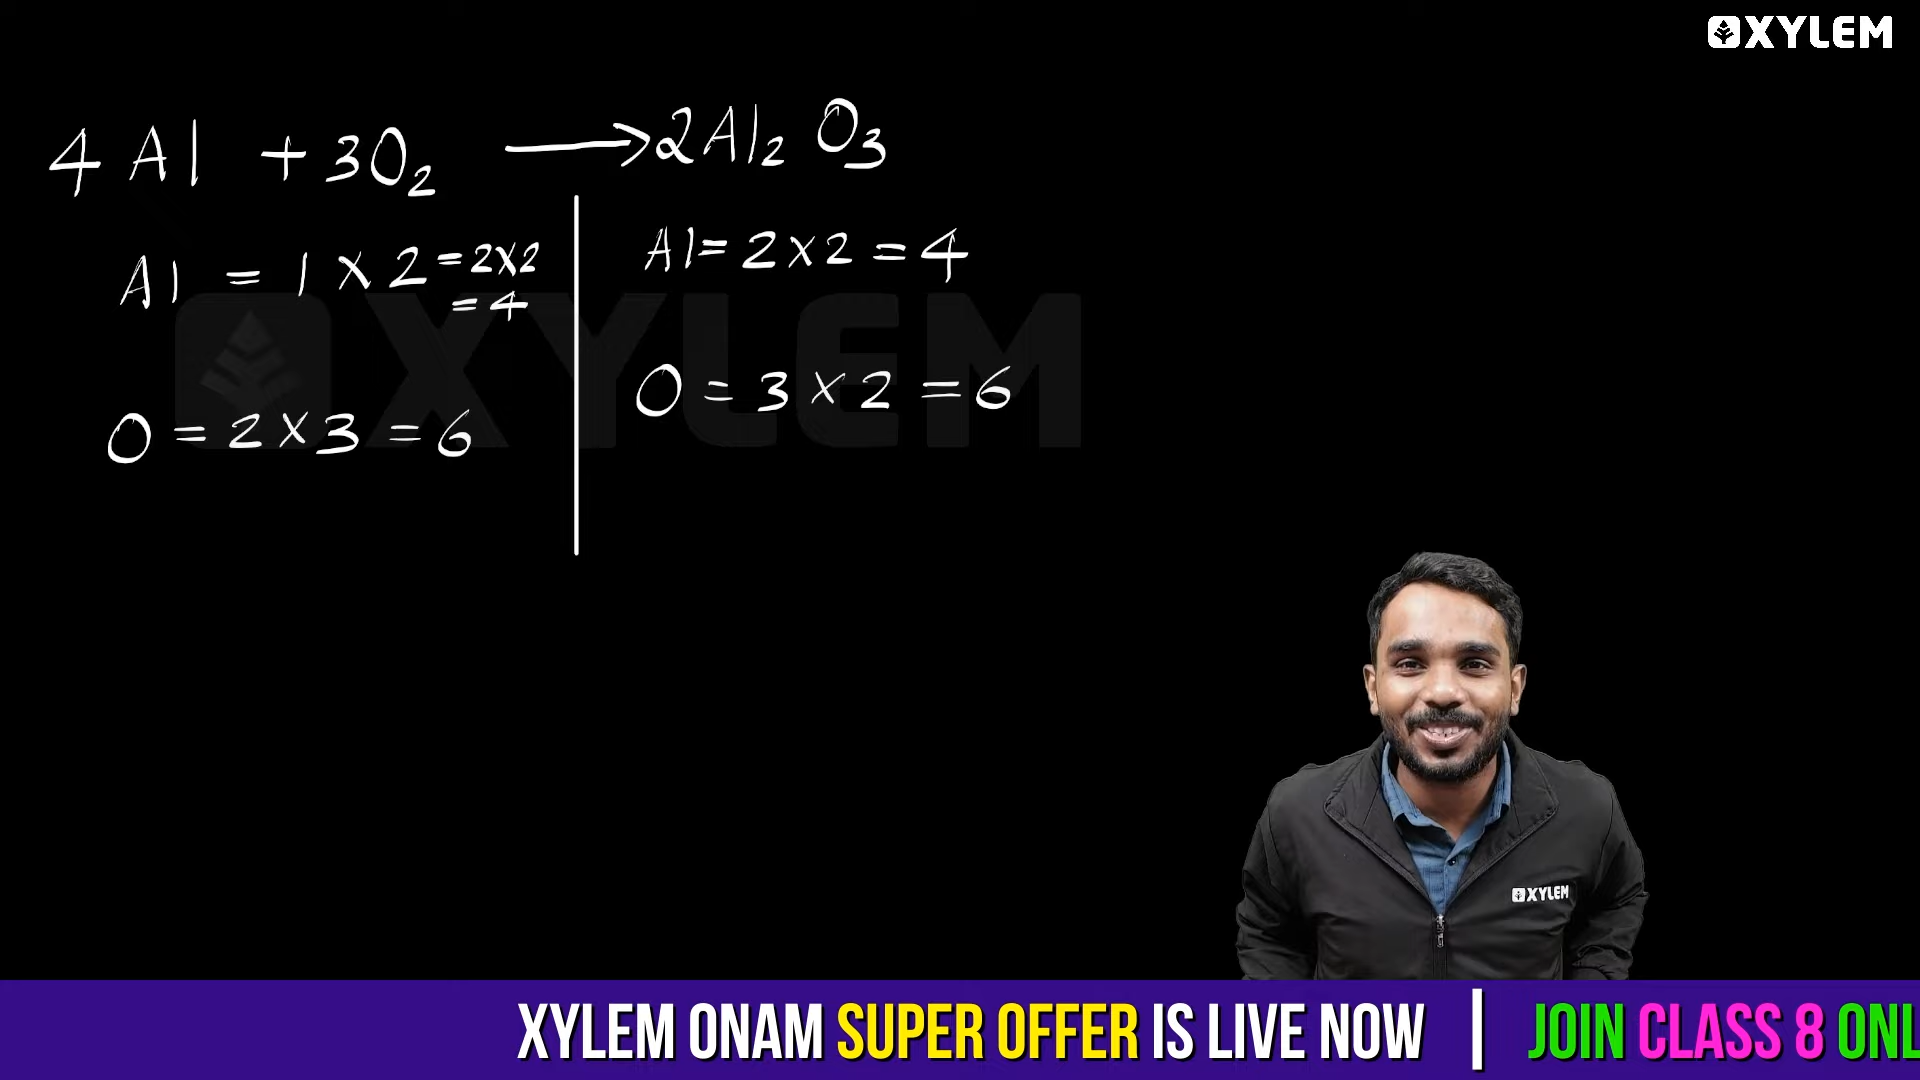 XYLEM
4 Al + 3O₂ → 2Al₂ O₃
Al = 1 × 2 = 2×2
= 4
O = 2×3 = 6
Al = 2×2 = 4
O = 3×2 = 6
XYLEM
XYLEM
XYLEM ONAM SUPER OFFER IS LIVE NOW | JOIN CLASS 8 ONL